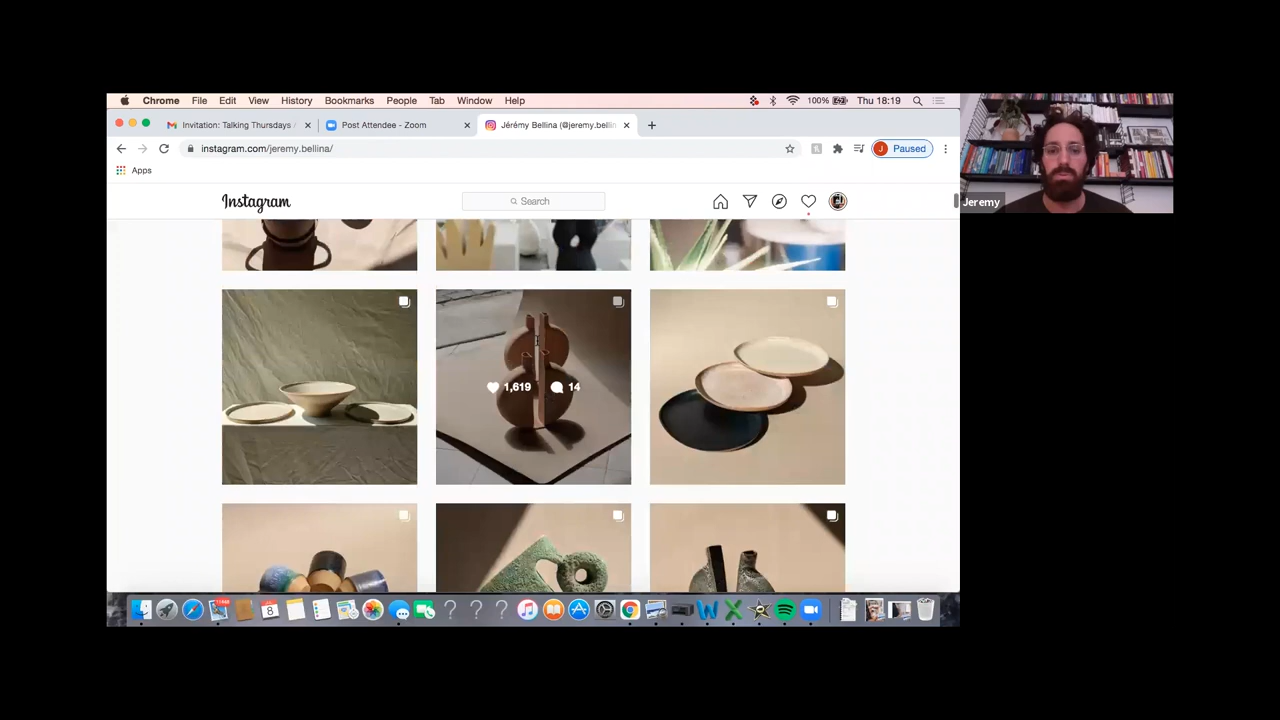 Chrome File Edit View History Bookmarks People Tab Window Help 100% Thu 18:19
Invitation: Talking Thursdays Post Attendee - Zoom Jérémy Bellina (@jeremy.bellin
instagram.com/jeremy.bellina/ J Paused
Apps
Instagram Search
Jeremy
1,619 14
8